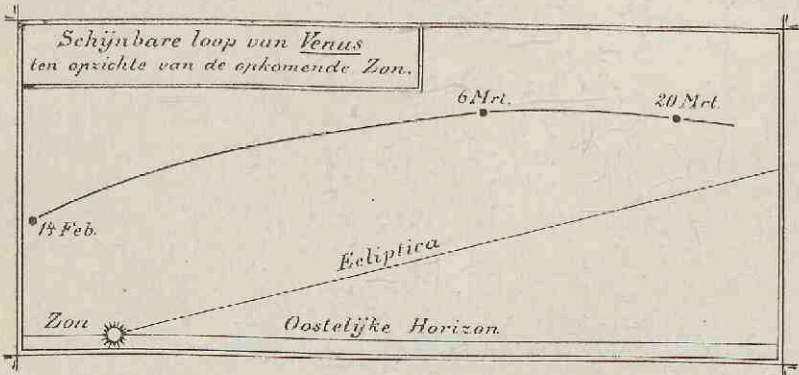 Schijnbare loop van Venus
ten opzichte van de opkomende Zon.
6 Mrt.
20 Mrt.
14 Feb.
Ecliptica
Zon
Oostelijke Horizon